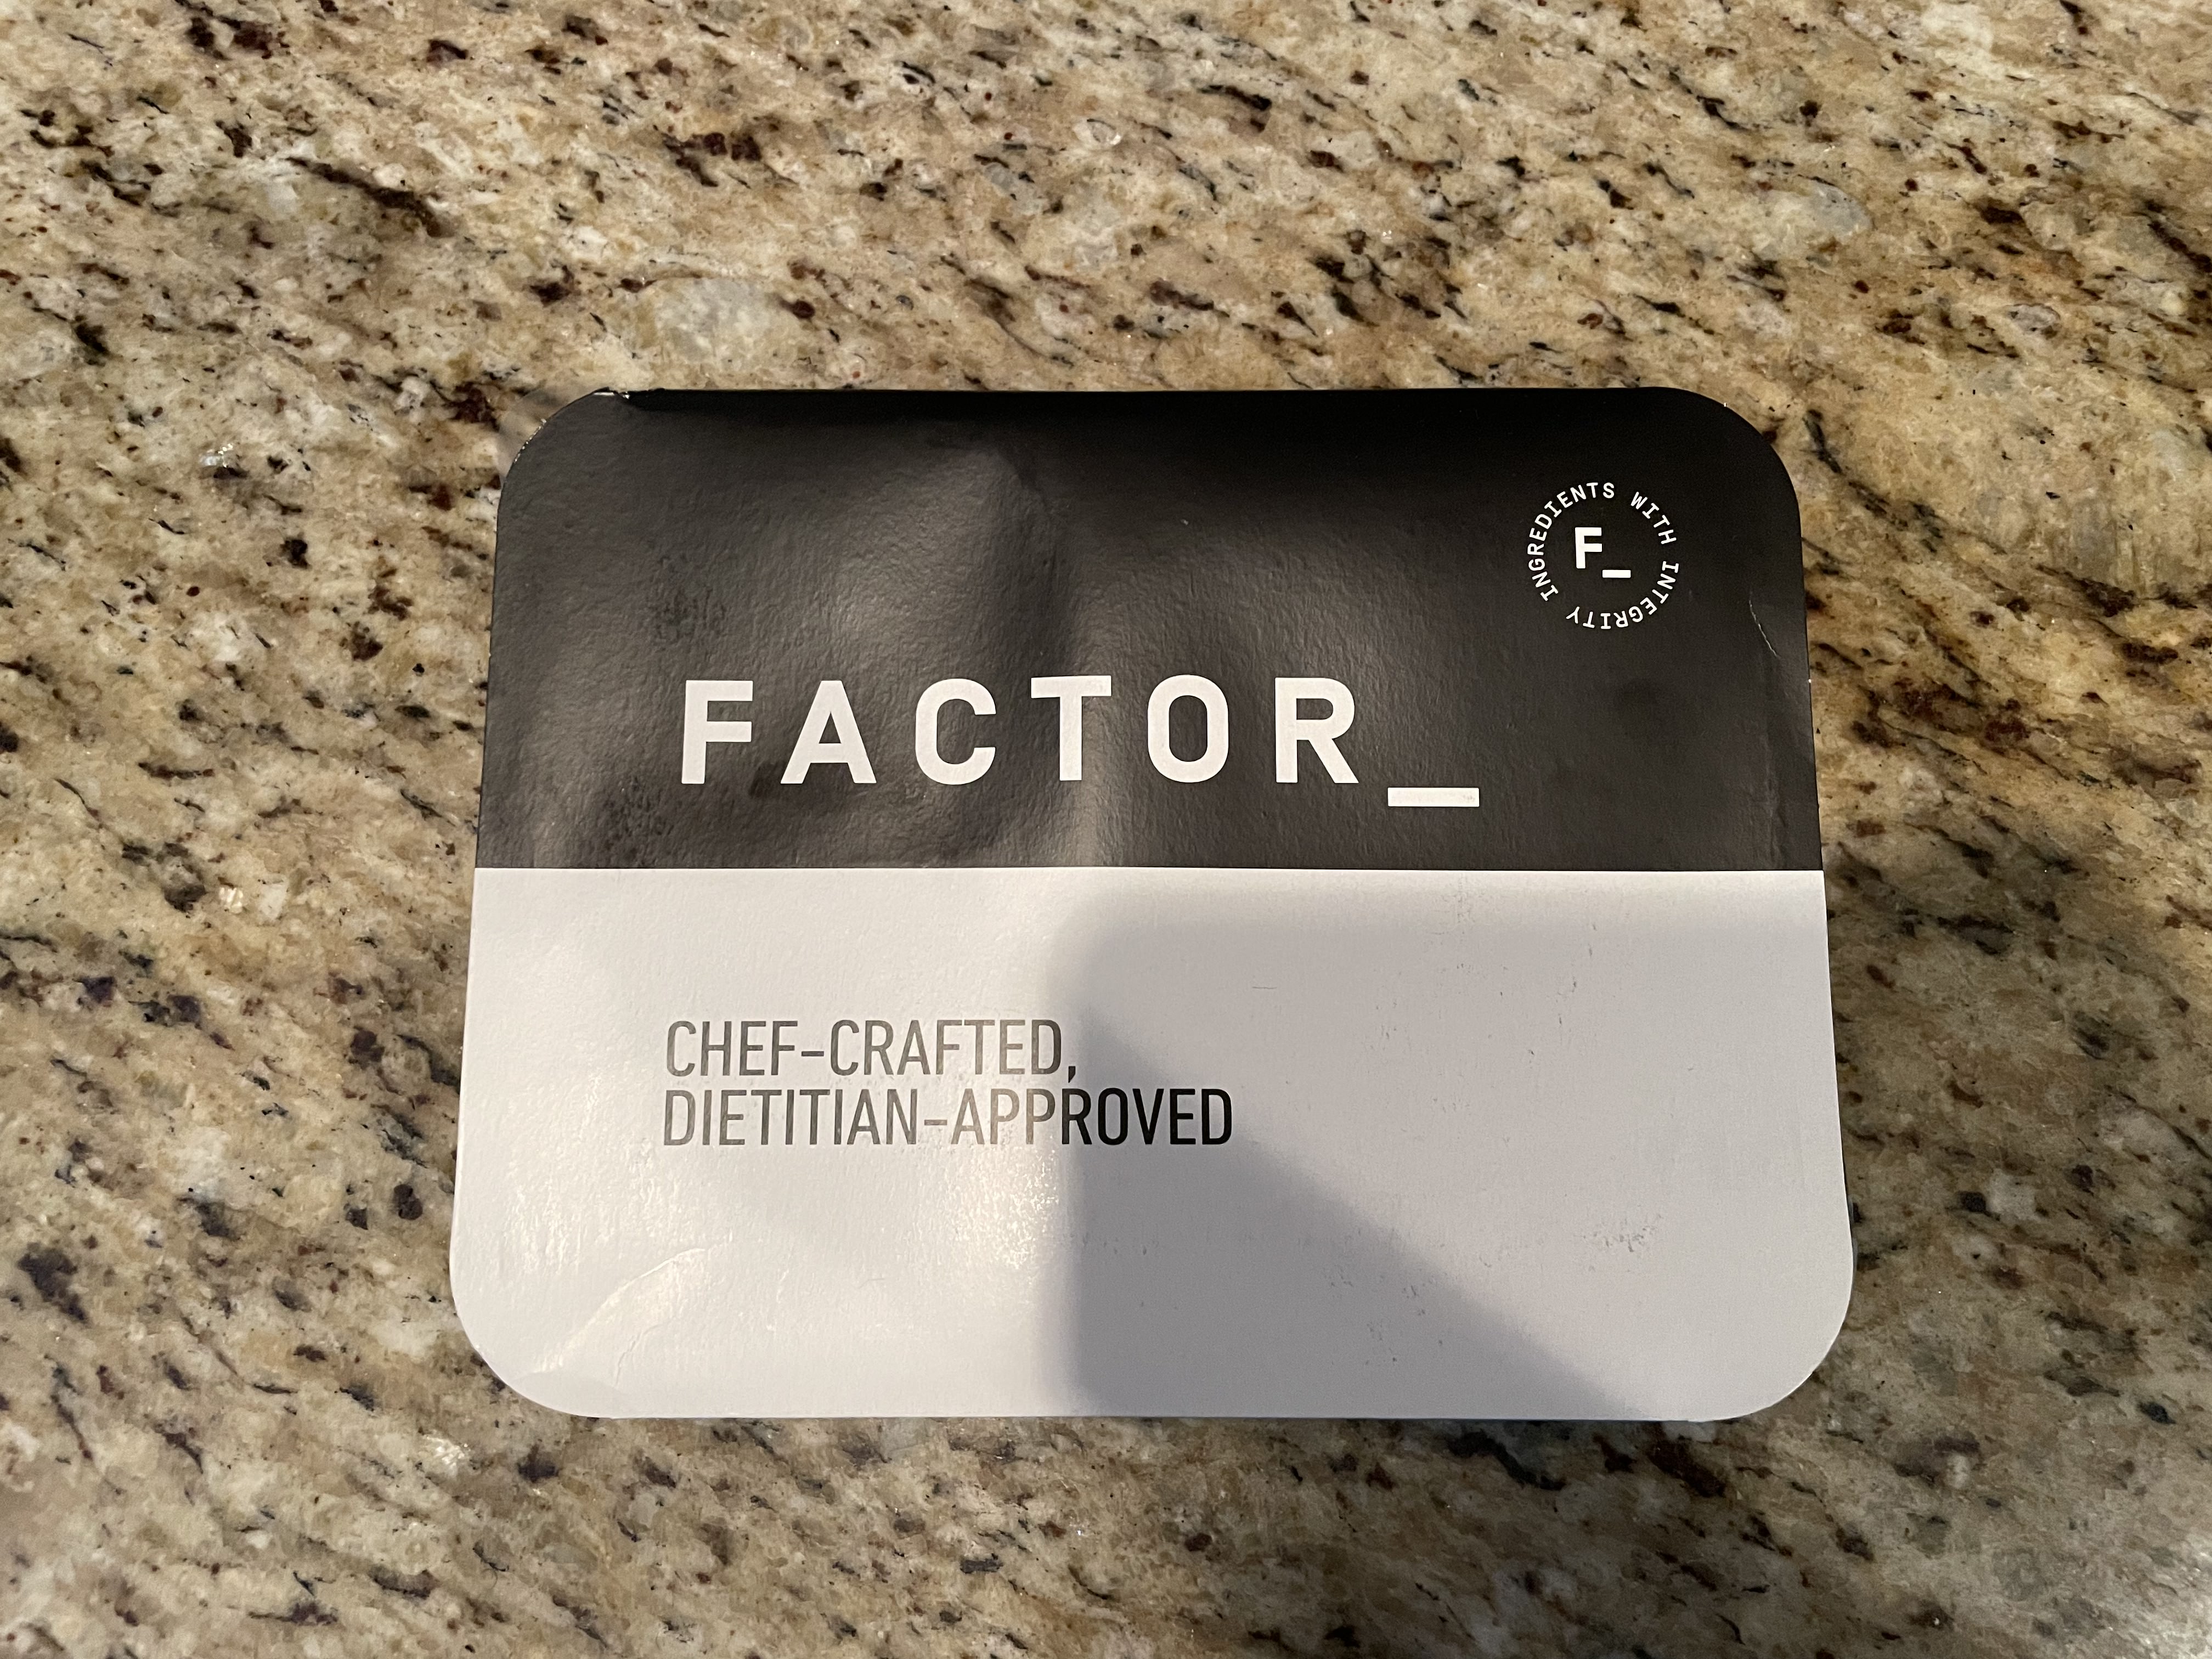 INGREDIENTS WITH INTEGRITY
F_
FACTOR_
CHEF-CRAFTED,
DIETITIAN-APPROVED